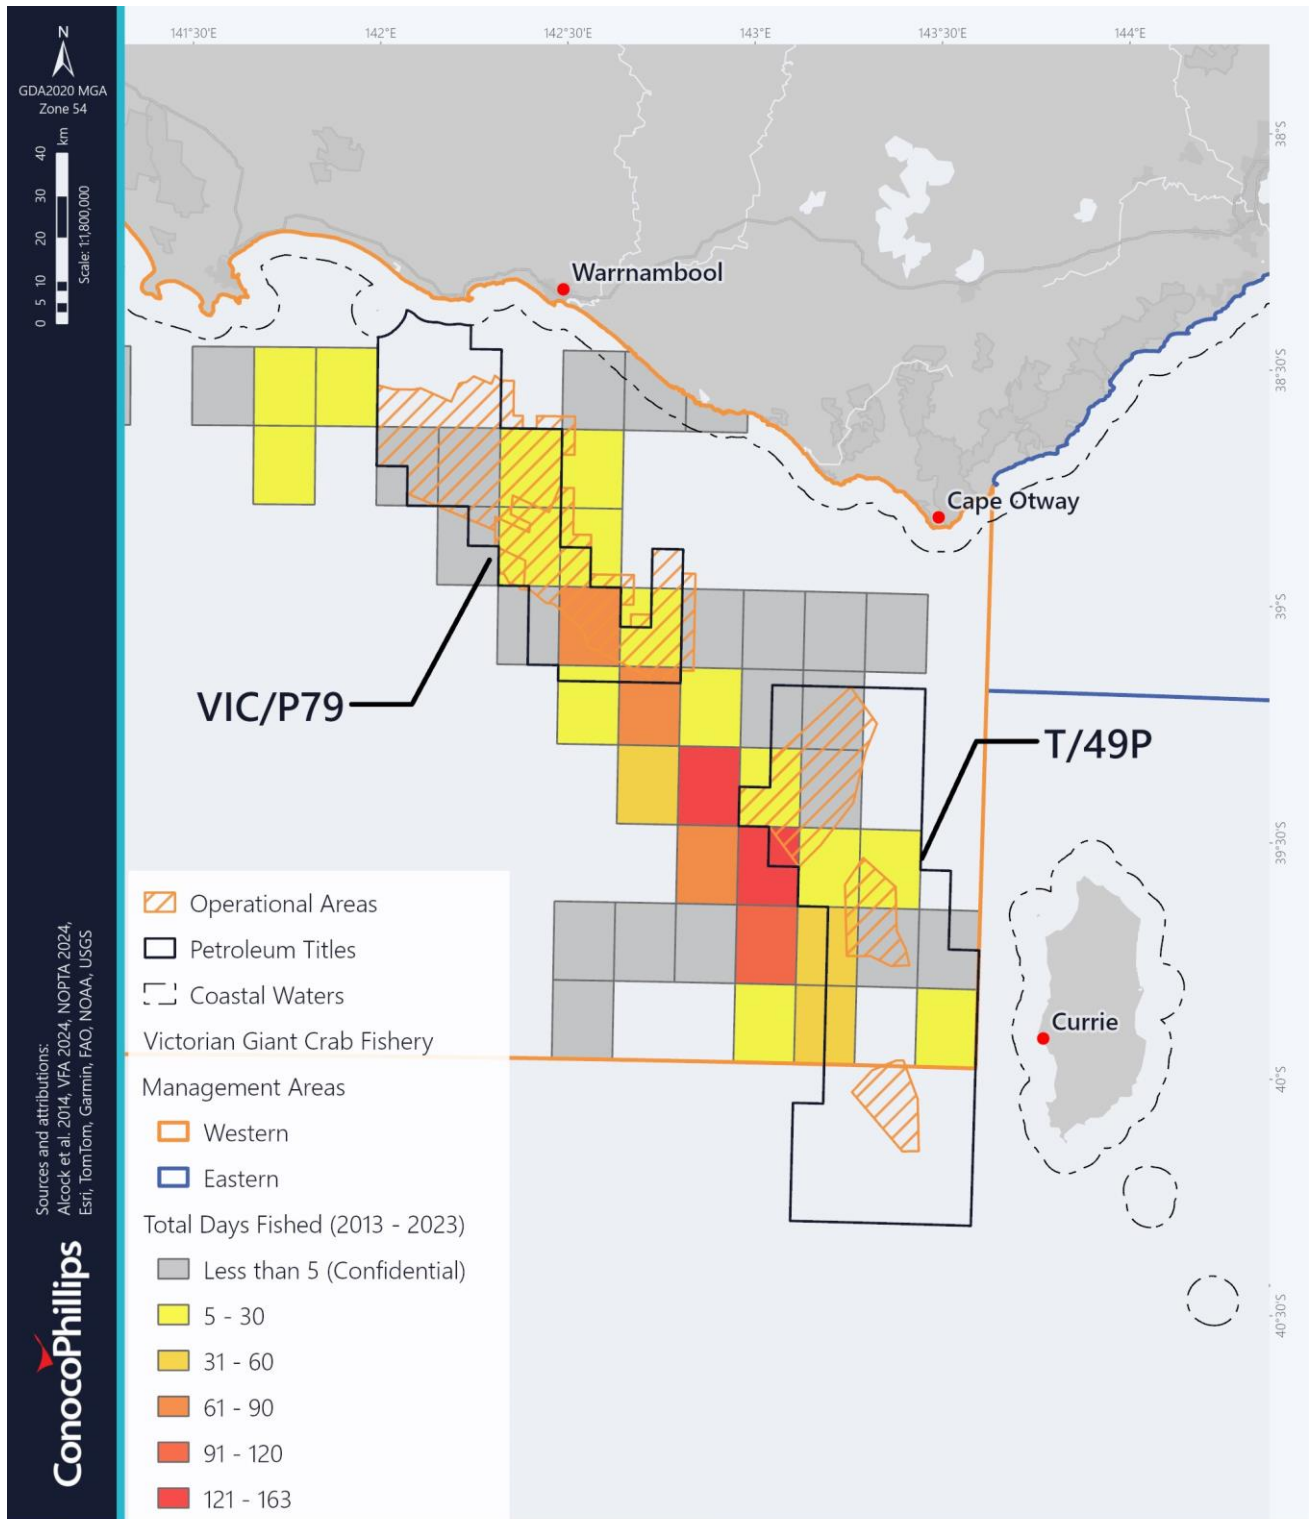 141°30'E
142°E
142°30'E
143°E
143°30'E
144°E
N
GDA2020 MGA
Zone 54
0 5 10 20 30 40
km
Scale: 1:1,800,000
38°S
38°30'S
39°S
39°30'S
40°S
40°30'S
Warrnambool
Cape Otway
VIC/P79
T/49P
Currie
Operational Areas
Petroleum Titles
Coastal Waters
Victorian Giant Crab Fishery
Management Areas
Western
Eastern
Total Days Fished (2013 - 2023)
Less than 5 (Confidential)
5 - 30
31 - 60
61 - 90
91 - 120
121 - 163
Sources and attributions:
Alcock et al. 2014, VFA 2024, NOPTA 2024,
Esri, TomTom, Garmin, FAO, NOAA, USGS
ConocoPhillips